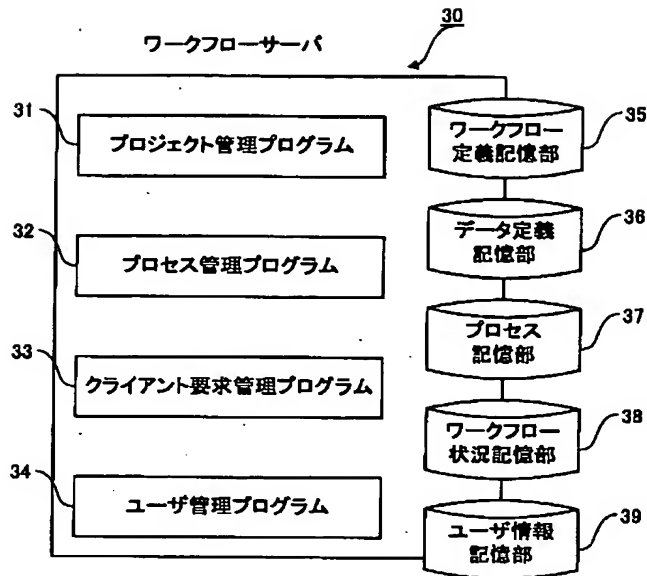 30
ワークフローサーバ
31
プロジェクト管理プログラム
32
プロセス管理プログラム
33
クライアント要求管理プログラム
34
ユーザ管理プログラム
ワークフロー
定義記憶部
35
データ定義
記憶部
36
プロセス
記憶部
37
ワークフロー
状況記憶部
38
ユーザ情報
記憶部
39